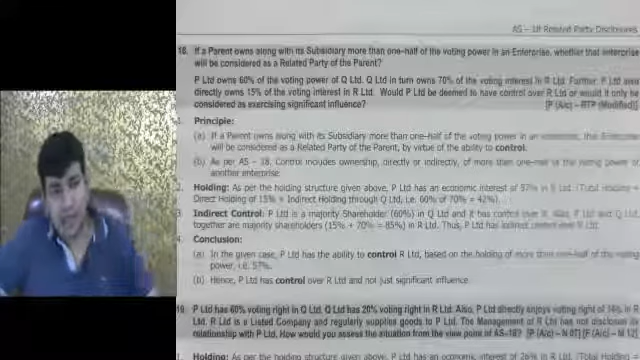 AS - 18 Related Party Disclosures
18. If a Parent owns along with its Subsidiary more than one-half of the voting power in an Enterprise, whether that enterprise
will be considered as a Related Party of the Parent?
P Ltd owns 60% of the voting power of Q Ltd. Q Ltd in turn owns 70% of the voting interest in R Ltd. Further, P Ltd also
directly owns 15% of the voting interest in R Ltd. Would P Ltd be deemed to have control over R Ltd or would it only be
considered as exercising significant influence? [P (A/c) – RTP (Modified)]
Principle:
(a) If a Parent owns along with its Subsidiary more than one-half of the voting power in an enterprise, that Enterprise
will be considered as a Related Party of the Parent, by virtue of the ability to control.
(b) As per AS – 18, Control includes ownership, directly or indirectly, of more than one-half of the voting power of
another enterprise.
2. Holding: As per the holding structure given above, P Ltd has an economic interest of 57% in R Ltd. (Total Holding =
Direct Holding of 15% + Indirect Holding through Q Ltd, i.e. 60% of 70% = 42%).
3 Indirect Control: P Ltd is a majority Shareholder (60%) in Q Ltd and it has control over it. Also, P Ltd and Q Ltd
together are majority shareholders (15% + 70% = 85%) in R Ltd. Thus, P Ltd has indirect control over R Ltd.
4 Conclusion:
(a) In the given case, P Ltd has the ability to control R Ltd, based on the holding of more than one-half of the voting
power, i.e. 57%.
(b) Hence, P Ltd has control over R Ltd and not just significant influence.
19 P Ltd has 60% voting right in Q Ltd. Q Ltd has 20% voting right in R Ltd. Also, P Ltd directly enjoys voting right of 14% in
R Ltd. R Ltd is a Listed Company and regularly supplies goods to P Ltd. The Management of R Ltd has not disclosed its
relationship with P Ltd. How would you assess the situation from the view point of AS-18? [P (A/c) – N 07] [P (A/c) – M 12]
Holding: As per the holding structure given above, P Ltd has an economic interest of 26% in R Ltd. (Total Holding =